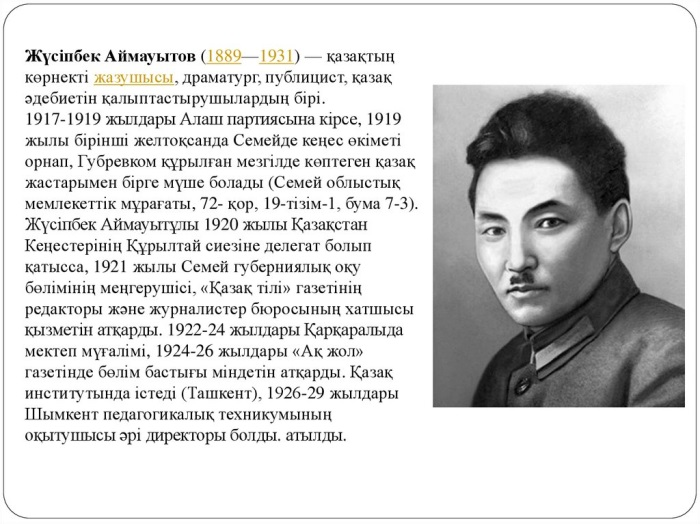 Жүсіпбек Аймауытов (1889—1931) — қазақтың
көрнекті жазушысы, драматург, публицист, қазақ
әдебиетін қалыптастырушылардың бірі.
1917-1919 жылдары Алаш партиясына кірсе, 1919
жылы бірінші желтоқсанда Семейде кеңес өкіметі
орнап, Губревком құрылған мезгілде көптеген қазақ
жастарымен бірге мүше болады (Семей облыстық
мемлекеттік мұрағаты, 72- қор, 19-тізім-1, бума 7-3).
Жүсіпбек Аймауытұлы 1920 жылы Қазақстан
Кеңестерінің Құрылтай сиезіне делегат болып
қатысса, 1921 жылы Семей губерниялық оқу
бөлімінің меңгерушісі, «Қазақ тілі» газетінің
редакторы және журналистер бюросының хатшысы
қызметін атқарды. 1922-24 жылдары Қарқаралыда
мектеп мұғалімі, 1924-26 жылдары «Ақ жол»
газетінде бөлім бастығы міндетін атқарды. Қазақ
институтында істеді (Ташкент), 1926-29 жылдары
Шымкент педагогикалық техникумының
оқытушысы әрі директоры болды. атылды.